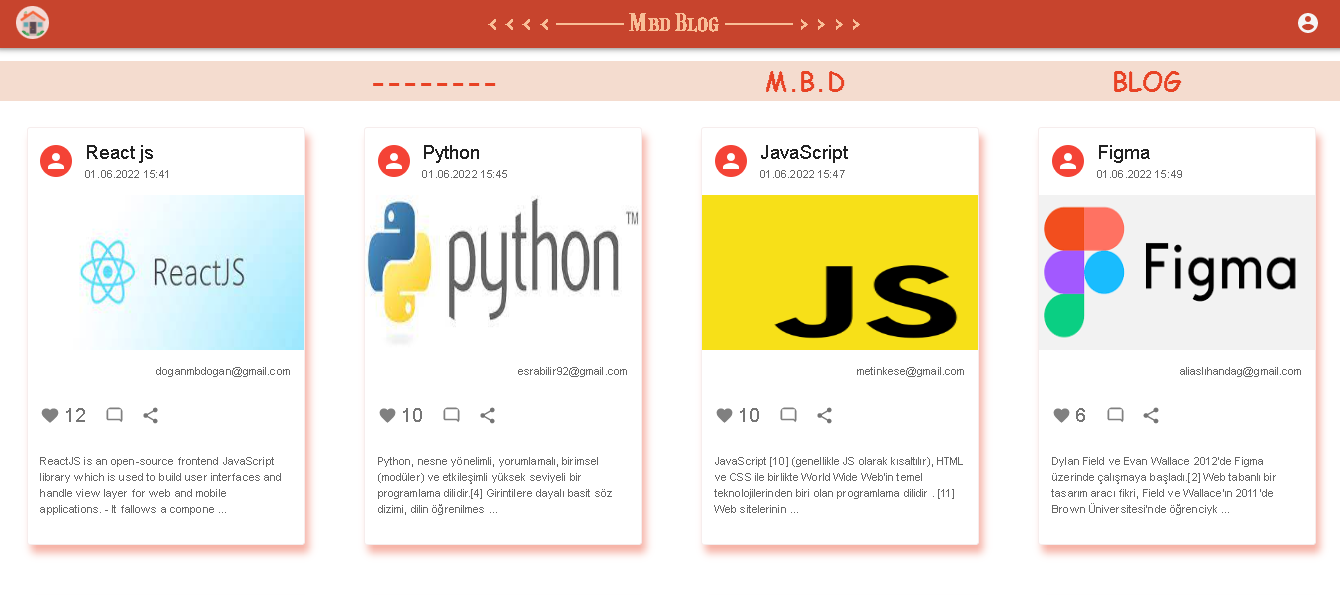 < < < < ——— Mbd Blog ——— > > > >
-------- M.B.D BLOG
React js
01.06.2022 15:41
ReactJS
doganmbdogan@gmail.com
12
ReactJS is an open-source frontend JavaScript
library which is used to build user interfaces and
handle view layer for web and mobile
applications. - It fallows a compone ...
Python
01.06.2022 15:45
python TM
esrabilir92@gmail.com
10
Python, nesne yönelimli, yorumlamalı, birimsel
(modüler) ve etkileşimli yüksek seviyeli bir
programlama dilidir.[4] Girintilere dayalı basit söz
dizimi, dilin öğrenilmes ...
JavaScript
01.06.2022 15:47
JS
metinkese@gmail.com
10
JavaScript [10] (genellikle JS olarak kısaltılır), HTML
ve CSS ile birlikte World Wide Web'in temel
teknolojilerinden biri olan programlama dilidir . [11]
Web sitelerinin ...
Figma
01.06.2022 15:49
Figma
aliaslıhandag@gmail.com
6
Dylan Field ve Evan Wallace 2012'de Figma
üzerinde çalışmaya başladı.[2] Web tabanlı bir
tasarım aracı fikri, Field ve Wallace'ın 2011'de
Brown Üniversitesi'nde öğrenciyk ...